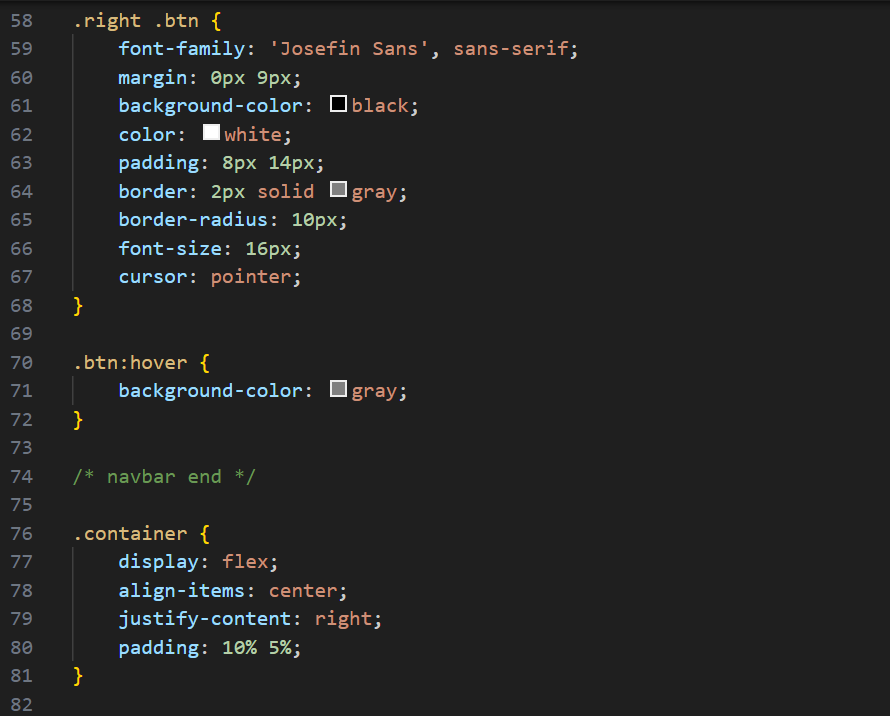 58 .right .btn {
59     font-family: 'Josefin Sans', sans-serif;
60     margin: 0px 9px;
61     background-color: black;
62     color: white;
63     padding: 8px 14px;
64     border: 2px solid gray;
65     border-radius: 10px;
66     font-size: 16px;
67     cursor: pointer;
68 }
69
70 .btn:hover {
71     background-color: gray;
72 }
73
74 /* navbar end */
75
76 .container {
77     display: flex;
78     align-items: center;
79     justify-content: right;
80     padding: 10% 5%;
81 }
82